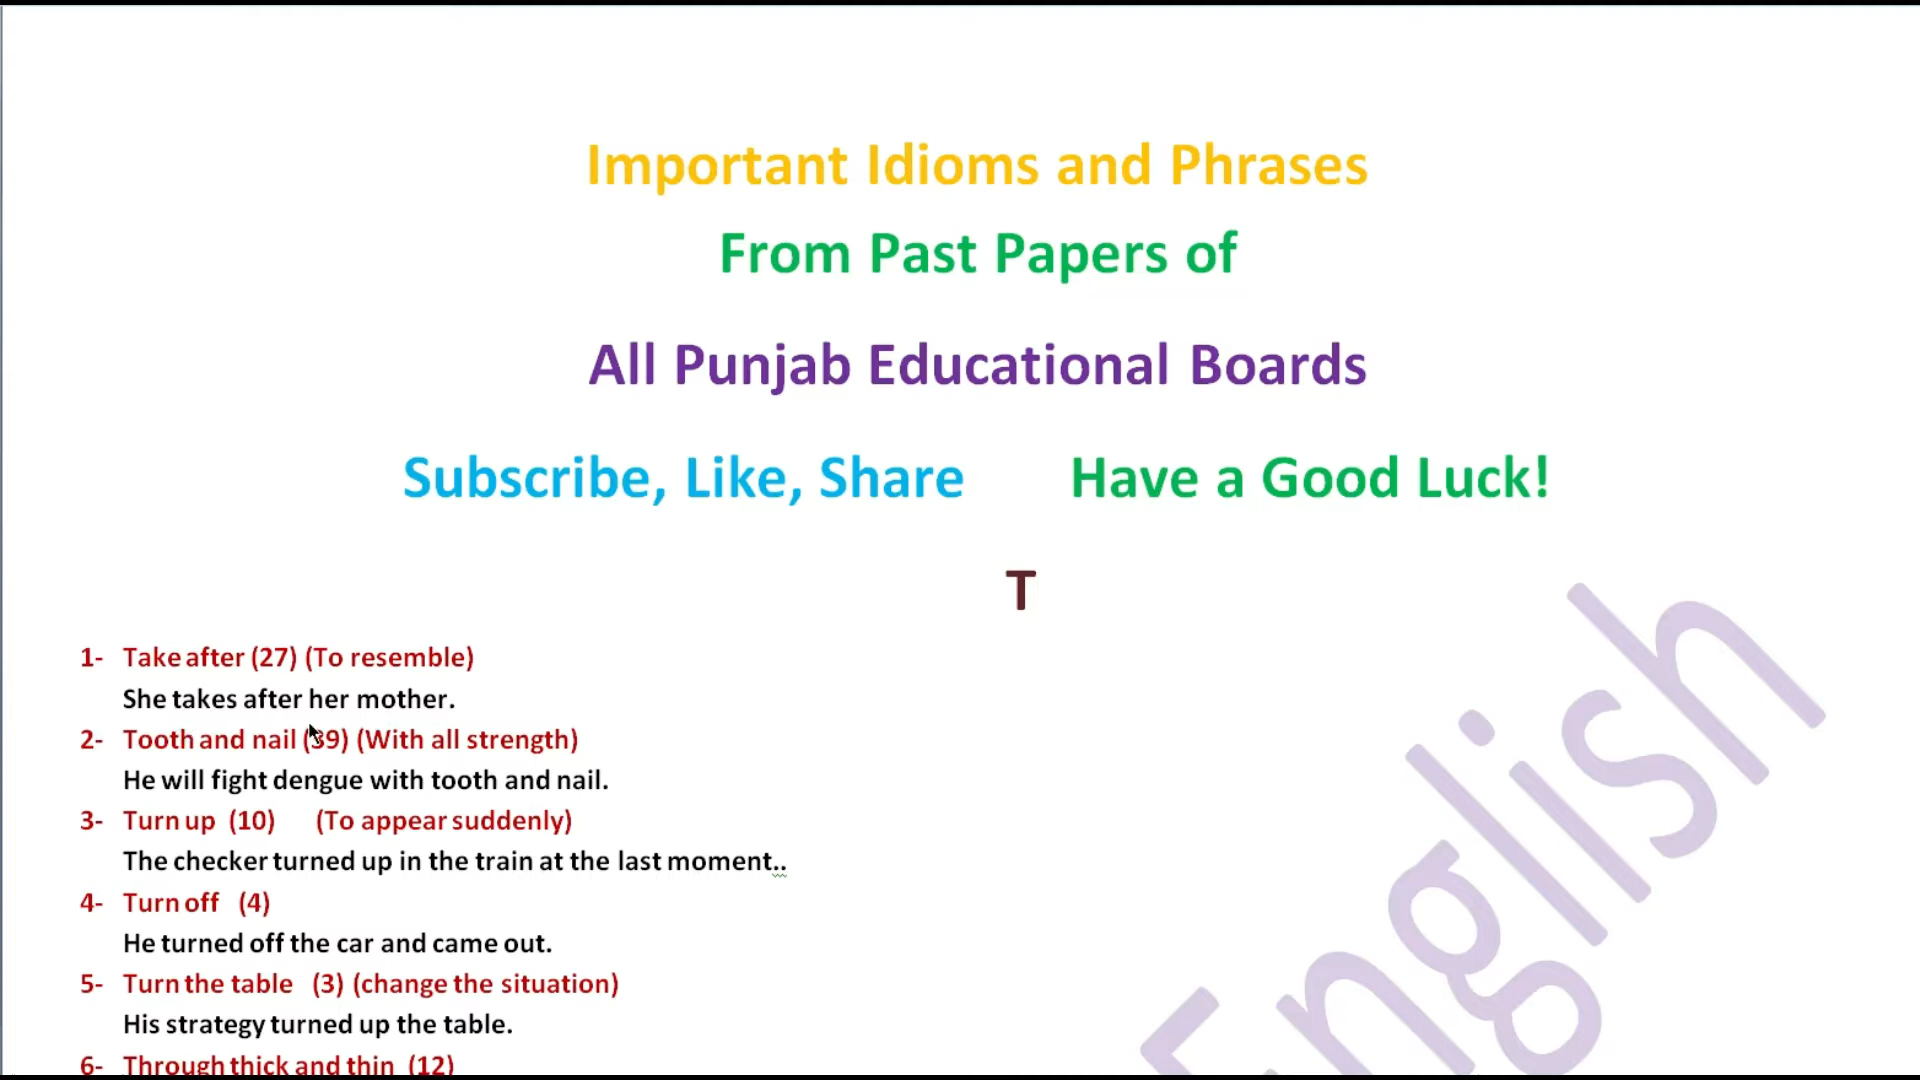 Important Idioms and Phrases
From Past Papers of
All Punjab Educational Boards
Subscribe, Like, Share Have a Good Luck!
T
1- Take after (27) (To resemble)
She takes after her mother.
2- Tooth and nail (39) (With all strength)
He will fight dengue with tooth and nail.
3- Turn up (10) (To appear suddenly)
The checker turned up in the train at the last moment..
4- Turn off (4)
He turned off the car and came out.
5- Turn the table (3) (change the situation)
His strategy turned up the table.
6- Through thick and thin (12)
English